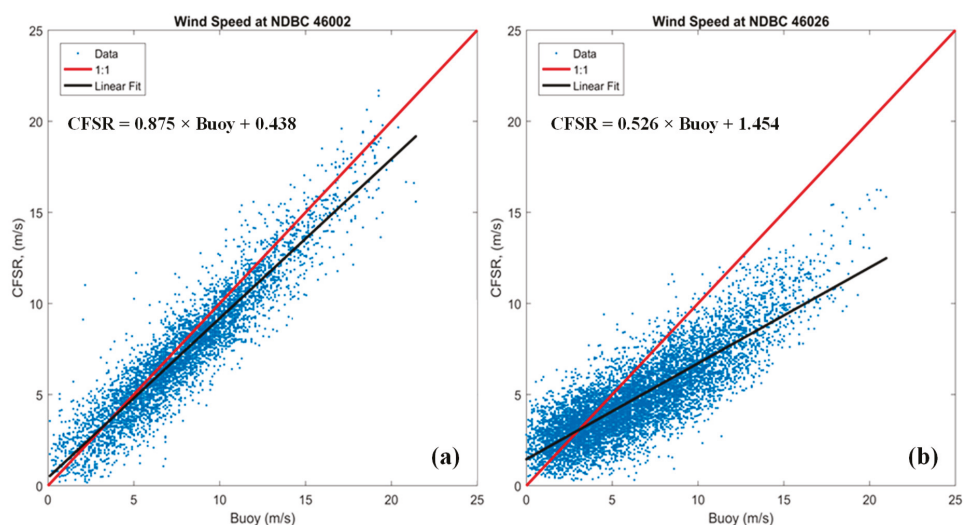 Wind Speed at NDBC 46002
25
20
15
10
5
0
CFSR, (m/s)
Data
1:1
Linear Fit
CFSR = 0.875 × Buoy + 0.438
(a)
0 5 10 15 20 25
Buoy (m/s)
Wind Speed at NDBC 46026
25
20
15
10
5
0
CFSR, (m/s)
Data
1:1
Linear Fit
CFSR = 0.526 × Buoy + 1.454
(b)
0 5 10 15 20 25
Buoy (m/s)